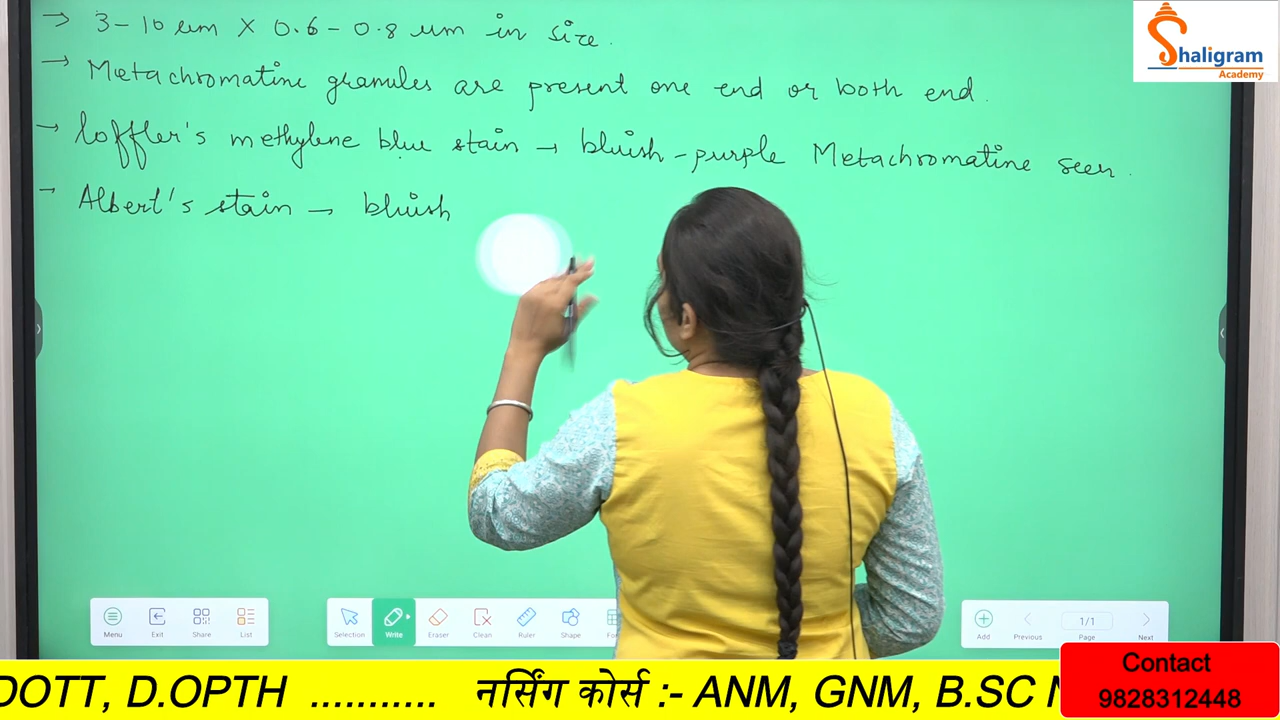 → 3-10 um X 0.6-0.8 um in size.
→ Metachromatine granules are present one end or both end.
→ loffler's methylene blue stain → bluish-purple Metachromatine seen.
→ Albert's stain → bluish
Shaligram
Academy
Menu Exit Share List Selection Write Eraser Clean Ruler Shape Add Previous 1/1 Page Next
DOTT, D.OPTH ........... नर्सिंग कोर्स :- ANM, GNM, B.SC
Contact
9828312448